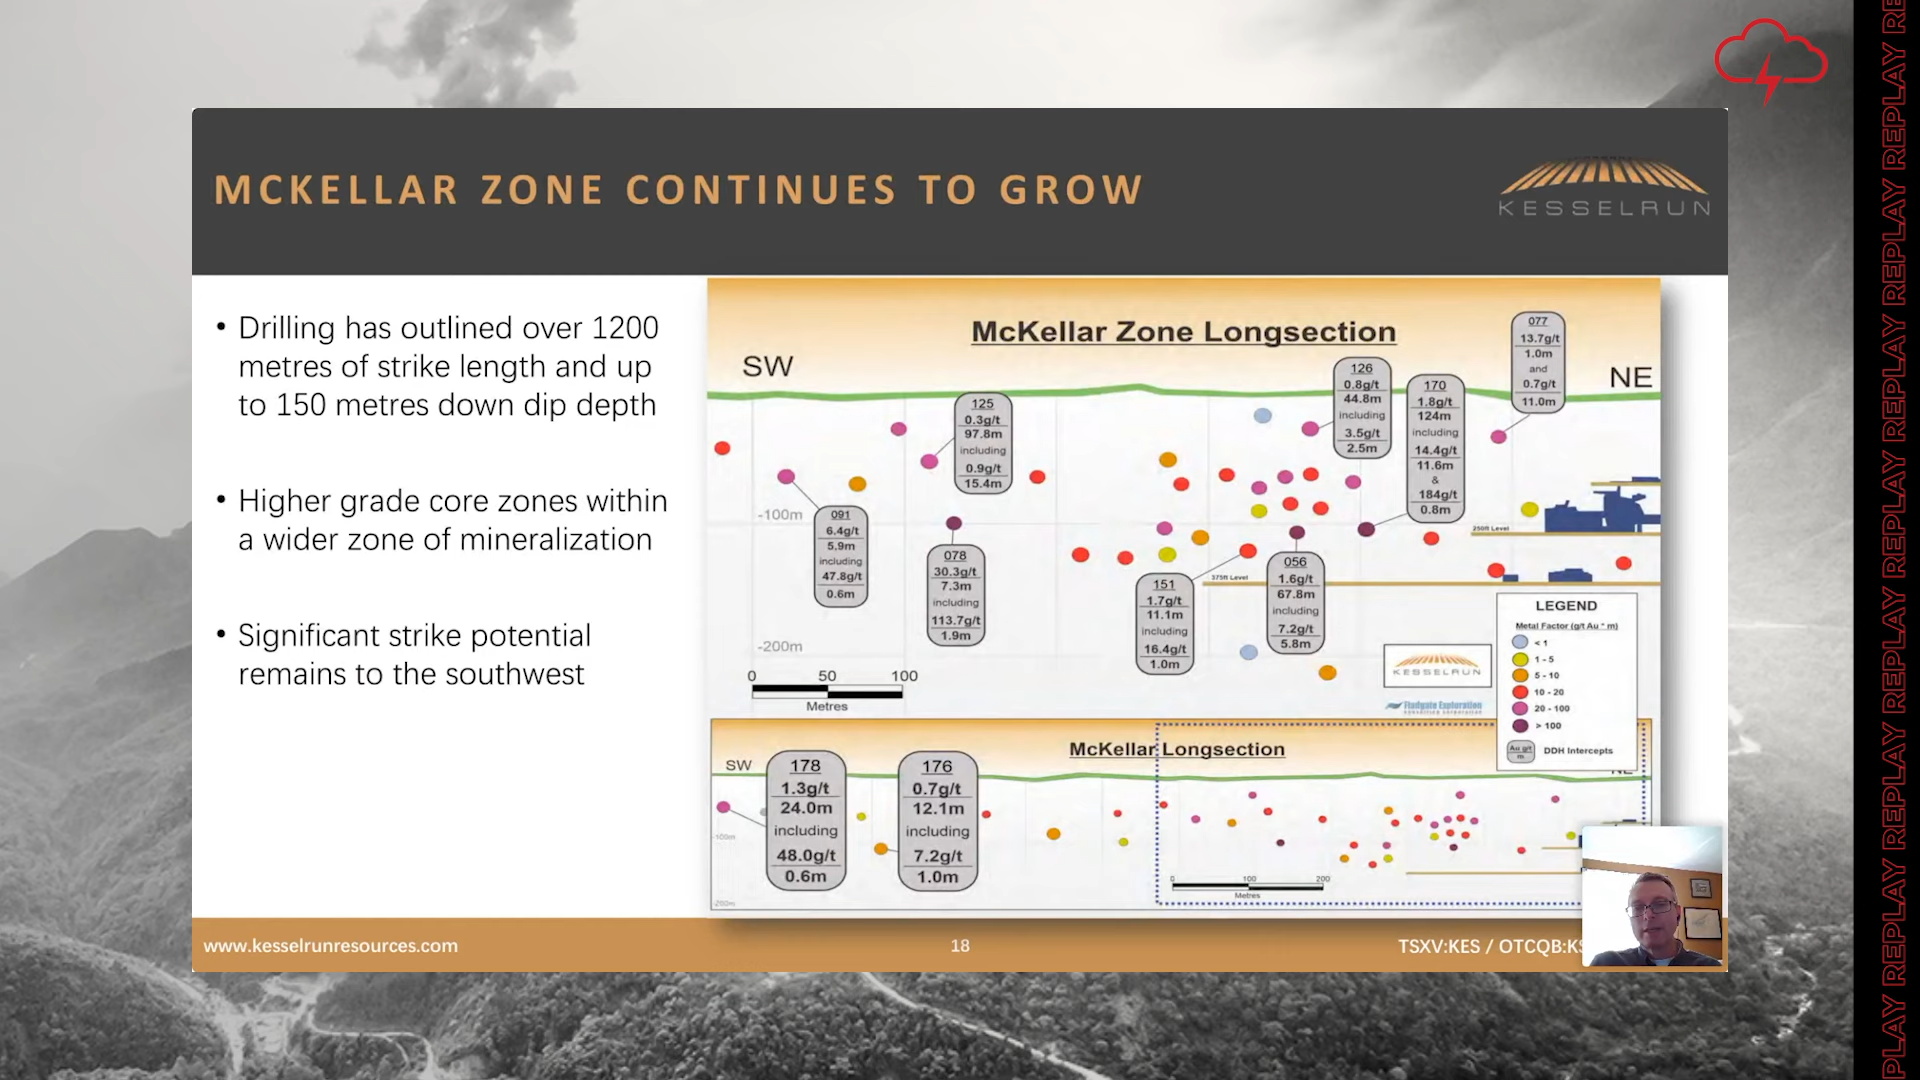 MCKELLAR ZONE CONTINUES TO GROW
KESSELRUN
• Drilling has outlined over 1200
metres of strike length and up
to 150 metres down dip depth
• Higher grade core zones within
a wider zone of mineralization
• Significant strike potential
remains to the southwest
McKellar Zone Longsection
SW
NE
077
13.7g/t
1.0m
and
0.7g/t
11.0m
126
0.8g/t
44.8m
including
3.5g/t
2.5m
170
1.8g/t
124m
including
14.4g/t
11.6m
&
184g/t
0.8m
125
0.3g/t
97.8m
including
0.9g/t
15.4m
-100m
091
6.4g/t
5.9m
including
47.8g/t
0.6m
078
30.3g/t
7.3m
including
113.7g/t
1.9m
151
1.7g/t
11.1m
including
16.4g/t
1.0m
056
1.6g/t
67.8m
including
7.2g/t
5.8m
250ft Level
375ft Level
-200m
0 50 100
Metres
KESSELRUN
Fladgate Exploration
LEGEND
Metal Factor (g/t Au * m)
< 1
1 - 5
5 - 10
10 - 20
20 - 100
> 100
Au g/t
m
DDH Intercepts
McKellar Longsection
SW
NE
178
1.3g/t
24.0m
including
48.0g/t
0.6m
176
0.7g/t
12.1m
including
7.2g/t
1.0m
-100m
-200m
0 100 200
Metres
www.kesselrunresources.com
18
TSXV:KES / OTCQB:KS
REPLAY REPLAY REPLAY REPLAY REPLAY REPLAY